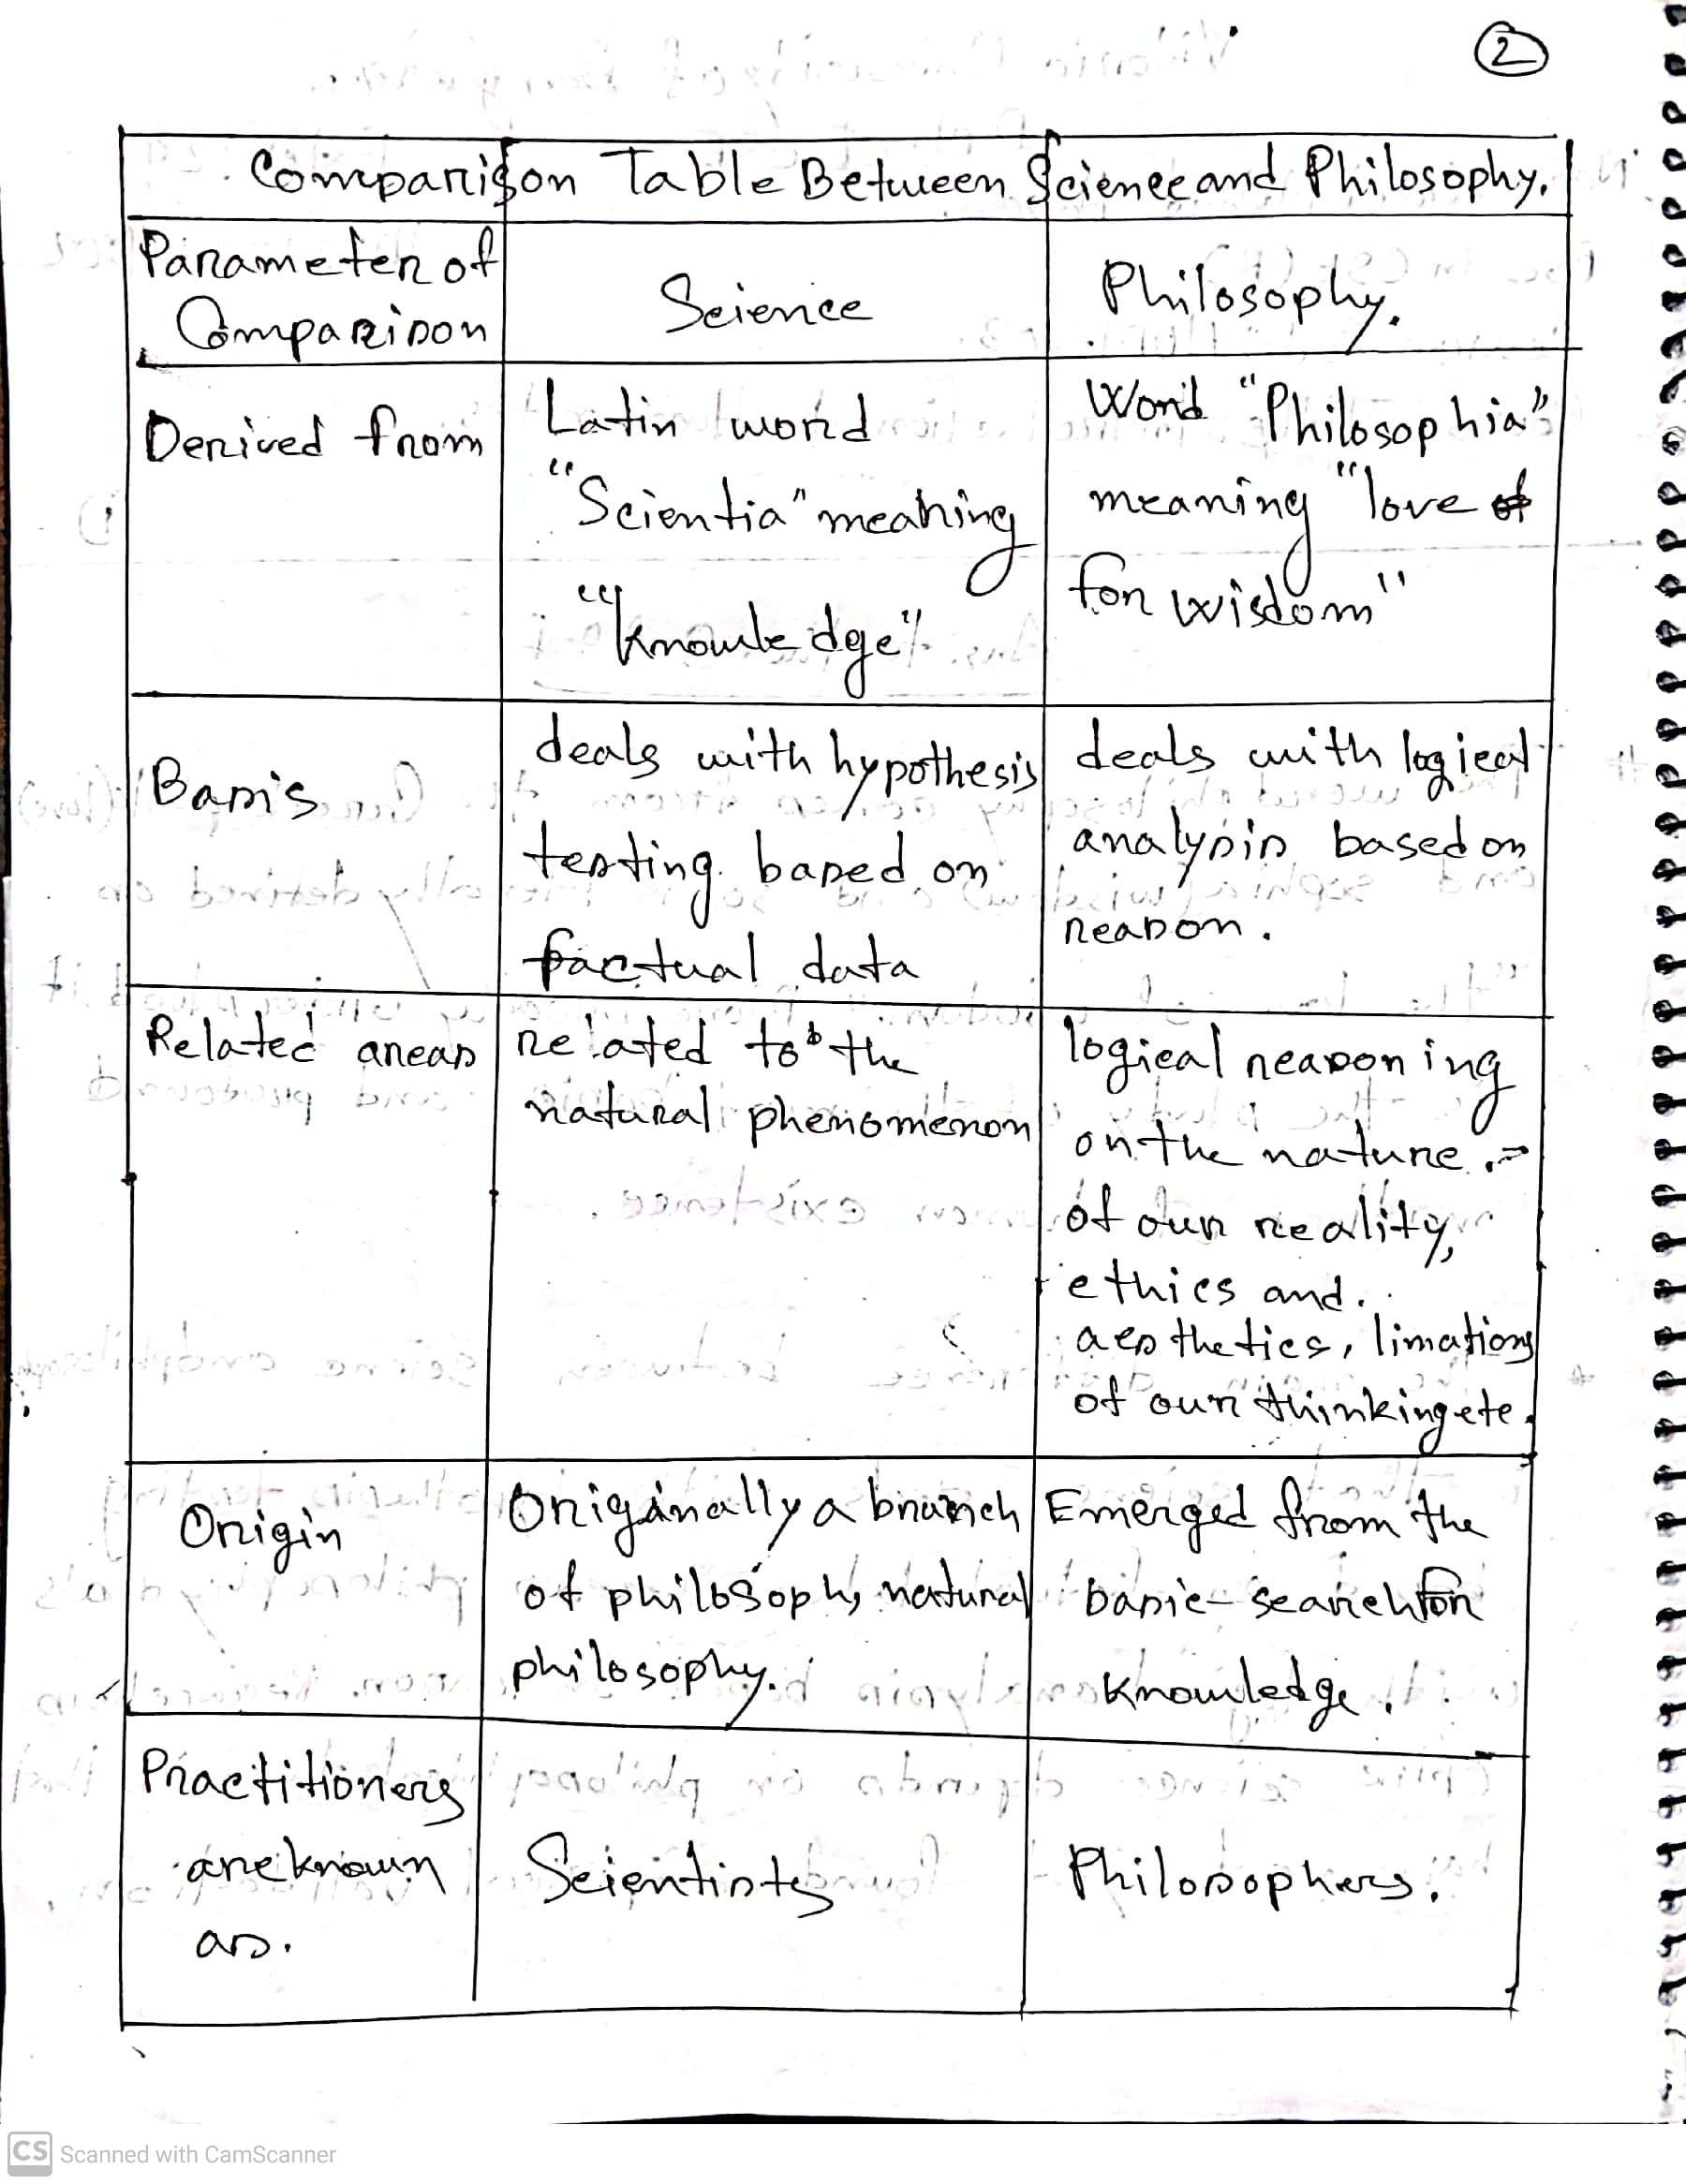 2
Comparison Table Between Science and Philosophy.
Parameter of
Comparison
Science
Philosophy.
Derived from
Latin word
"Scientia" meaning
"knowledge"
Word "Philosophia"
meaning "love of
for wisdom"
Basis
deals with hypothesis
testing based on
factual data
deals with logical
analysis based on
reason.
Related areas
related to the
natural phenomenon
logical reasoning
on the nature
of our reality,
ethics and
aesthetics, limations
of our thinking etc.
Origin
Originally a branch
of philosophy, natural
philosophy.
Emerged from the
basic search for
knowledge.
Practitioners
are known
as.
Scientists
Philosophers.
CS Scanned with CamScanner